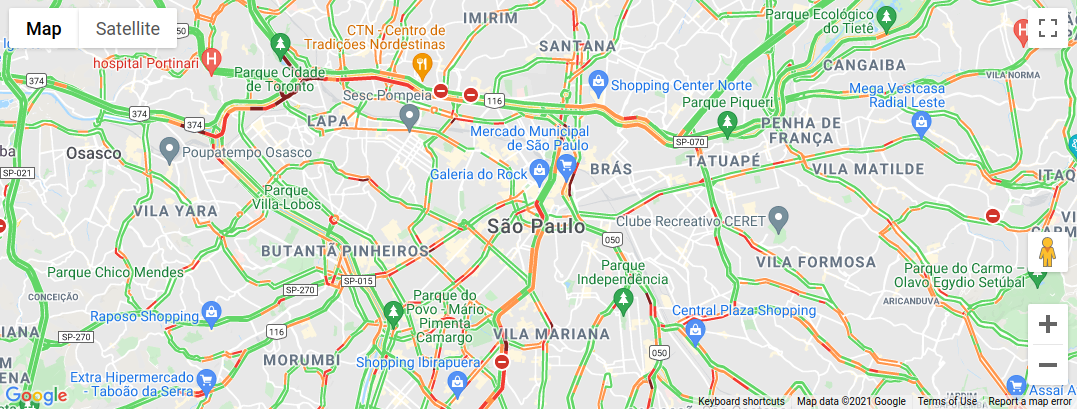 Map
Satellite
IMIRIM
Parque Ecológico
do Tietê
CTN - Centro de
Tradições Nordestinas
SANTANA
hospital Portinari
CANGAIBA
Parque Cidade
de Toronto
VILA NORMA
374
Shopping Center Norte
Mega Vestcasa
Radial Leste
Sesc Pompeia
116
Parque Piqueri
374
374
LAPA
Mercado Municipal
de São Paulo
PENHA DE
FRANÇA
SP-070
Osasco
Poupatempo Osasco
TATUAPÉ
BRÁS
VILA MATILDE
SP-021
Galeria do Rock
ITAQ
Parque
Villa-Lobos
VILA YARA
São Paulo
Clube Recreativo CERET
050
BUTANTÃ
PINHEIROS
Parque Chico Mendes
Parque
Independência
VILA FORMOSA
Parque do Carmo –
Olavo Egydio Setúbal
SP-015
SP-270
CONCEIÇÃO
Parque do
Povo - Mário
Pimenta
Camargo
ARICANDUVA
Raposo Shopping
Central Plaza Shopping
116
VILA MARIANA
SP-270
MORUMBI
050
Shopping Ibirapuera
Extra Hipermercado
- Taboão da Serra
Assaí A
Google
Keyboard shortcuts
Map data ©2021 Google
Terms of Use
Report a map error